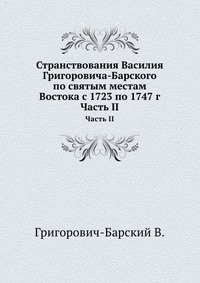 Странствования Василия
Григоровича-Барского
по святым местам
Востока с 1723 по 1747 г
Часть II
Часть II
Григорович-Барский В.